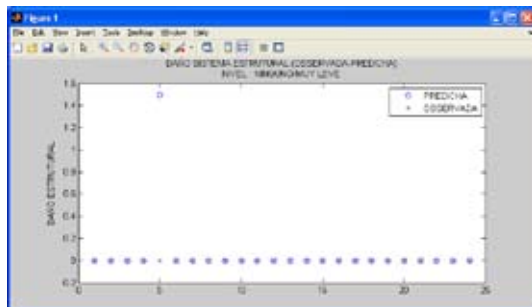 Figure 1
File Edit View Insert Tools Desktop Window Help
DAÑO SISTEMA ESTRUTURAL (OBSERVADA-PREDICHA)
NIVEL : NINGUNO/MUY LEVE
PREDICHA
OBSERVADA
DAÑO ESTRUTURAL
1.6
1.4
1.2
1
0.8
0.6
0.4
0.2
0
0.2
0
5
10
15
20
25